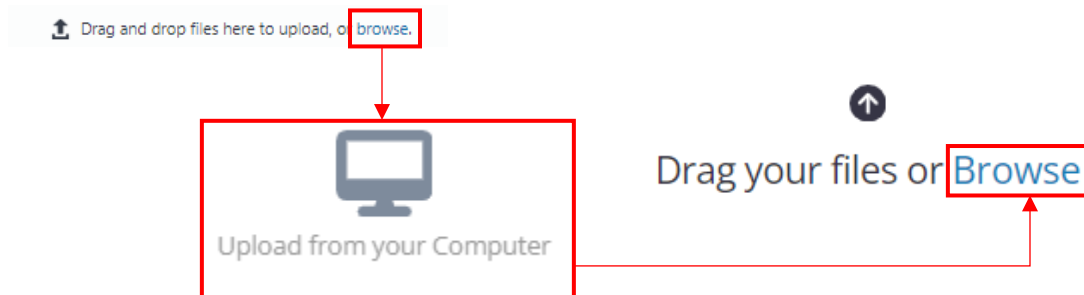 Drag and drop files here to upload, or browse.
Drag your files or Browse
Upload from your Computer